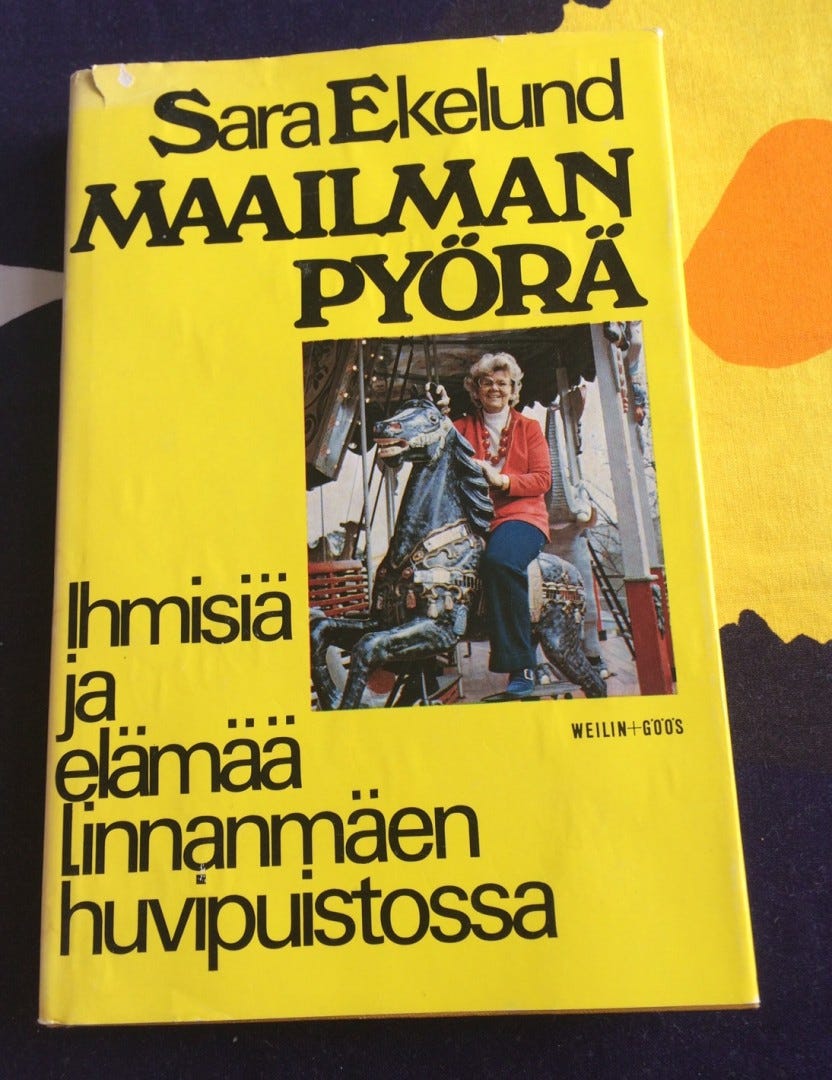 Sara Ekelund
MAAILMAN
PYÖRÄ
Ihmisiä
ja
elämää
Linnanmäen
huvipuistossa
WEILIN+GÖÖS